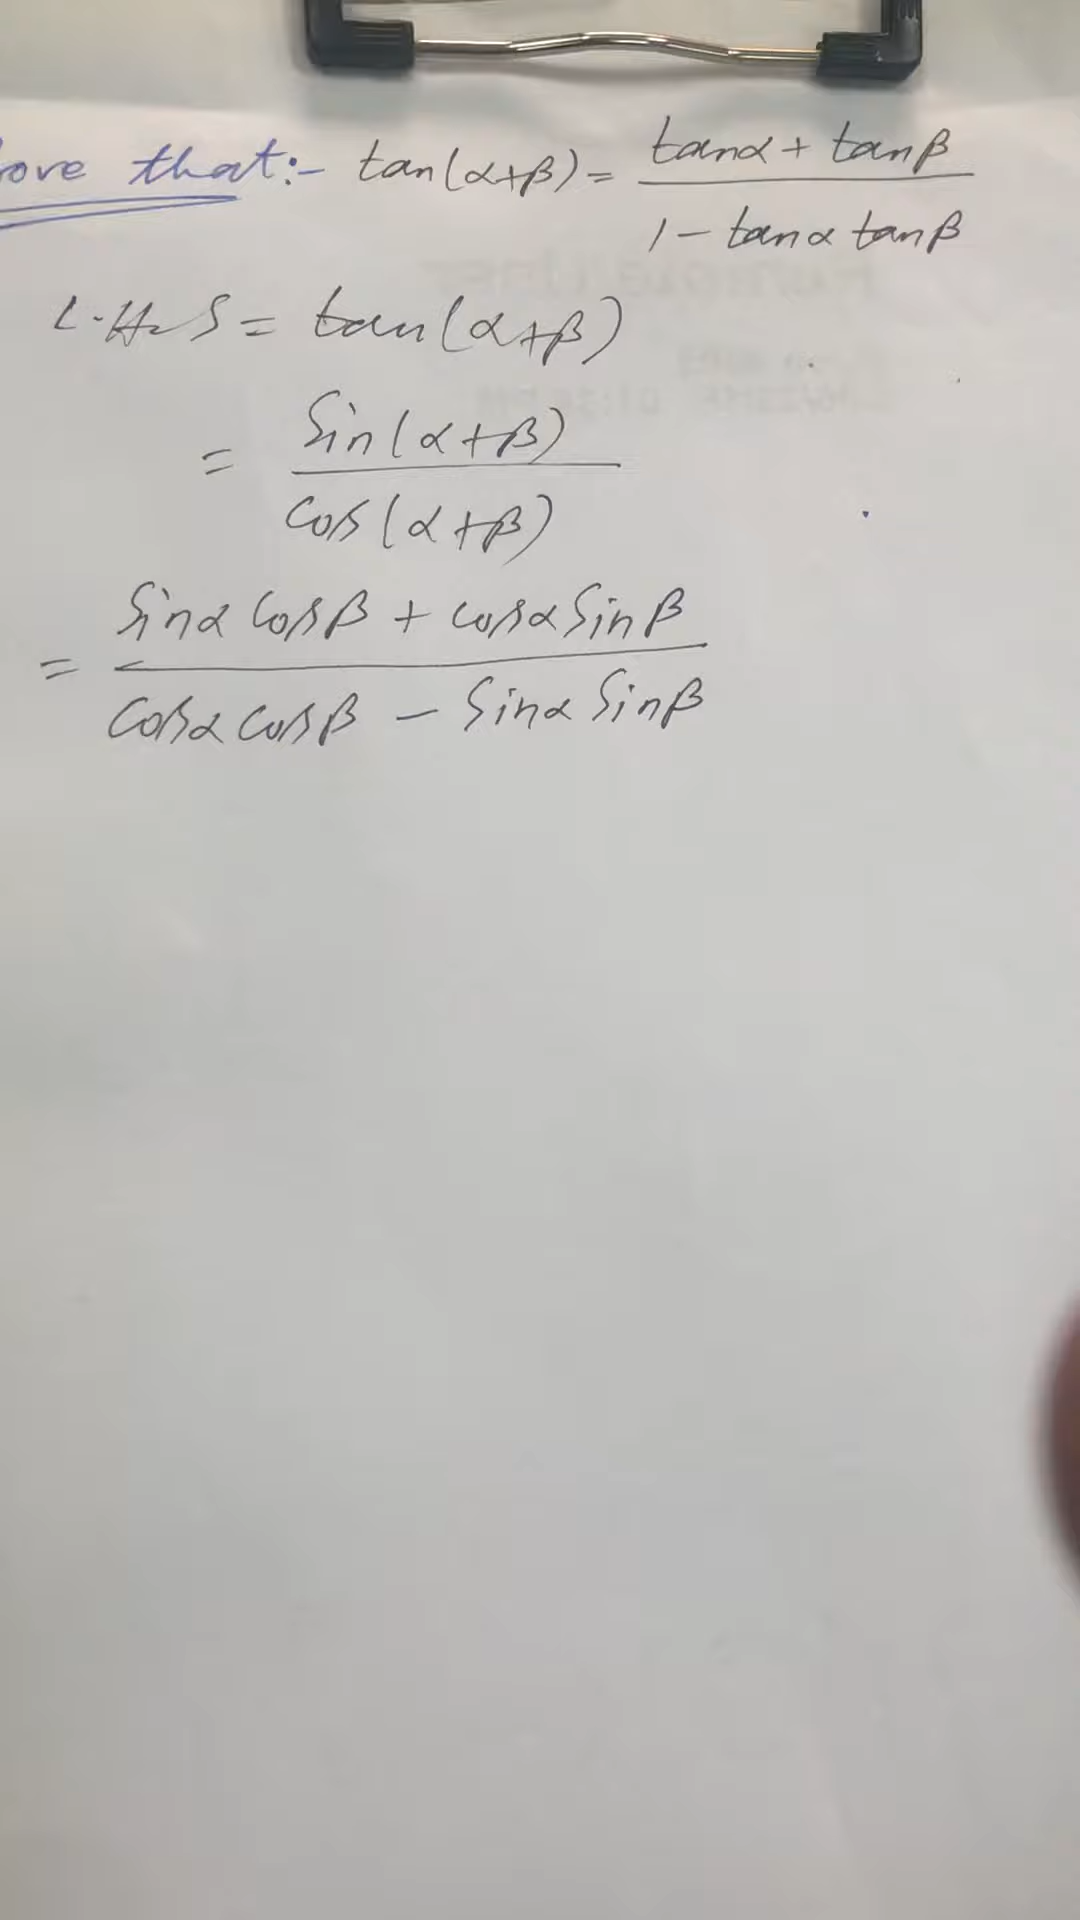 ove that:- tan(α+β) = tanα + tanβ / 1 - tanα tanβ
L.H.S = tan(α+β)
= Sin(α+β) / Cos(α+β)
= Sinα Cosβ + Cosα Sinβ / Cosα Cosβ - Sinα Sinβ